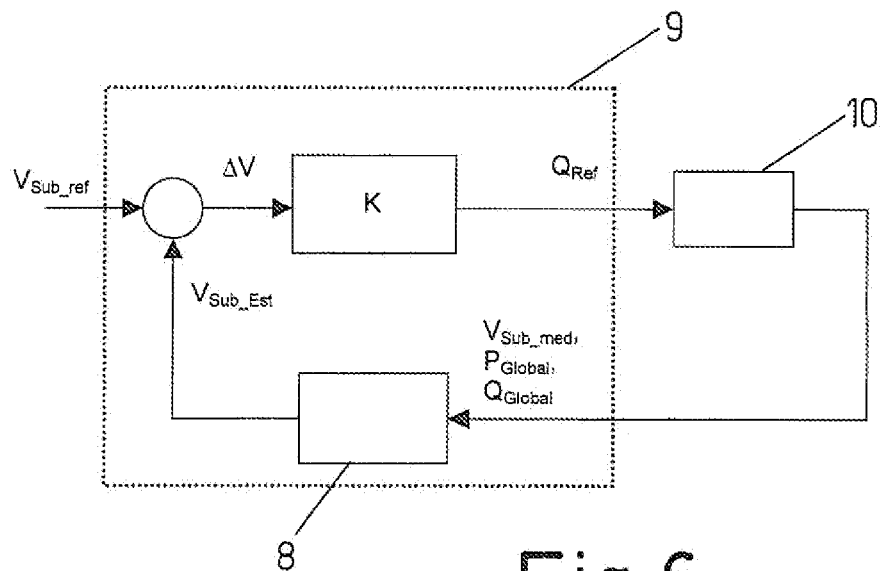 9
10
V_Sub_ref
ΔV
K
Q_Ref
V_Sub_Est
V_Sub_med,
P_Global,
Q_Global
8